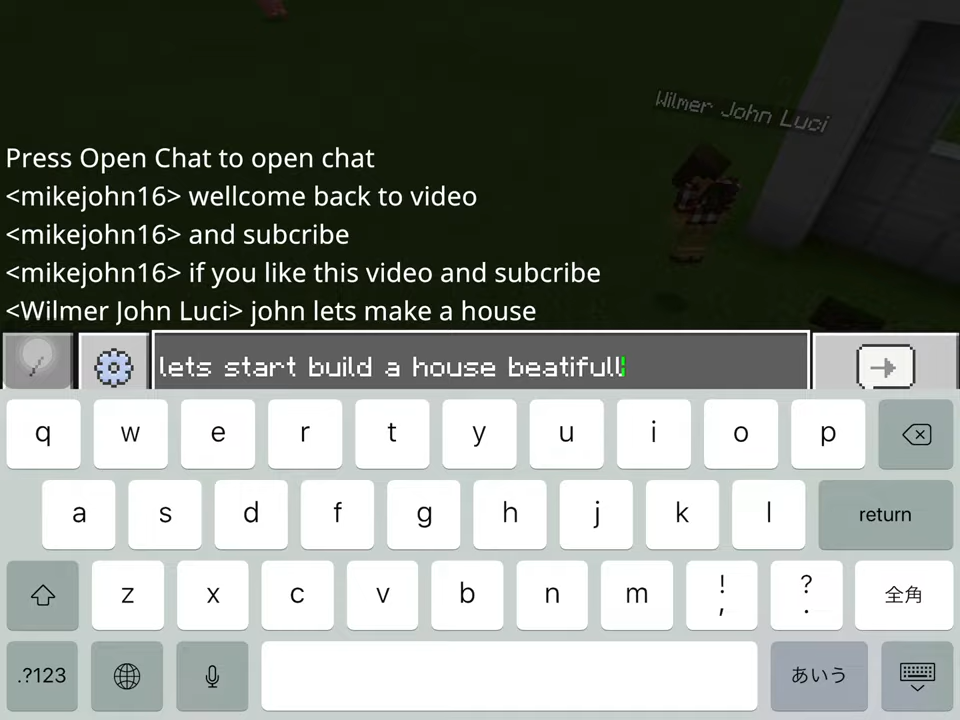 Wilmer John Luci
Press Open Chat to open chat
<mikejohn16> wellcome back to video
<mikejohn16> and subcribe
<mikejohn16> if you like this video and subcribe
<Wilmer John Luci> john lets make a house
lets start build a house beatifull
q w e r t y u i o p
a s d f g h j k l return
z x c v b n m ! , ? . 全角
.?123 あいう